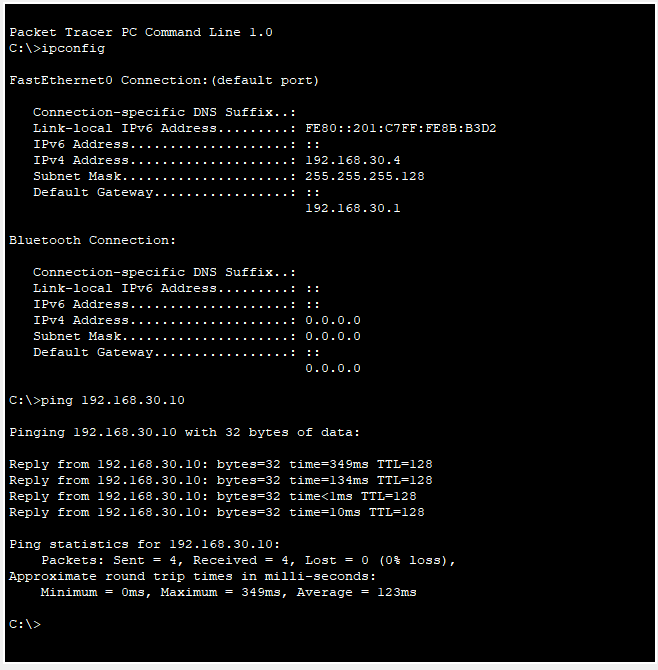 Packet Tracer PC Command Line 1.0
C:\>ipconfig
FastEthernet0 Connection:(default port)
Connection-specific DNS Suffix..:
Link-local IPv6 Address.........: FE80::201:C7FF:FE8B:B3D2
IPv6 Address....................: ::
IPv4 Address....................: 192.168.30.4
Subnet Mask.....................: 255.255.255.128
Default Gateway.................: ::
192.168.30.1
Bluetooth Connection:
Connection-specific DNS Suffix..:
Link-local IPv6 Address.........: ::
IPv6 Address....................: ::
IPv4 Address....................: 0.0.0.0
Subnet Mask.....................: 0.0.0.0
Default Gateway.................: ::
0.0.0.0
C:\>ping 192.168.30.10
Pinging 192.168.30.10 with 32 bytes of data:
Reply from 192.168.30.10: bytes=32 time=349ms TTL=128
Reply from 192.168.30.10: bytes=32 time=134ms TTL=128
Reply from 192.168.30.10: bytes=32 time<1ms TTL=128
Reply from 192.168.30.10: bytes=32 time=10ms TTL=128
Ping statistics for 192.168.30.10:
Packets: Sent = 4, Received = 4, Lost = 0 (0% loss),
Approximate round trip times in milli-seconds:
Minimum = 0ms, Maximum = 349ms, Average = 123ms
C:\>